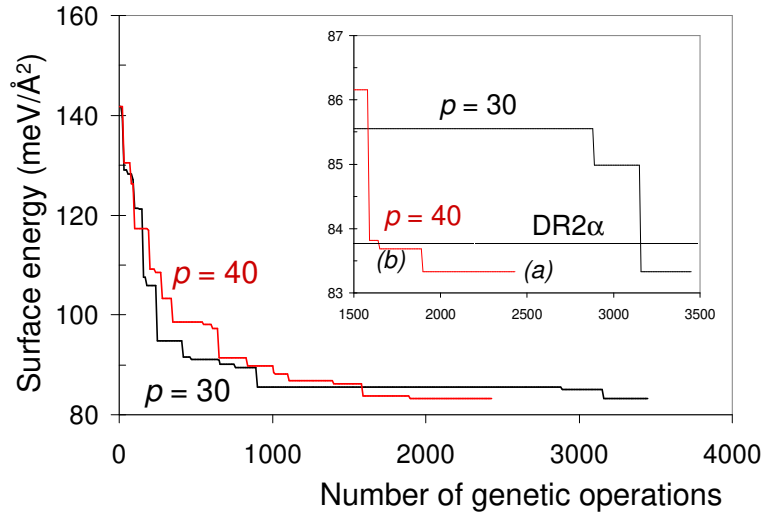 160
140
120
100
80
Surface energy (meV/Å²)
0
1000
2000
3000
4000
Number of genetic operations
p = 40
p = 30
87
86
85
84
83
1500
2000
2500
3000
3500
p = 30
p = 40
DR2α
(b)
(a)